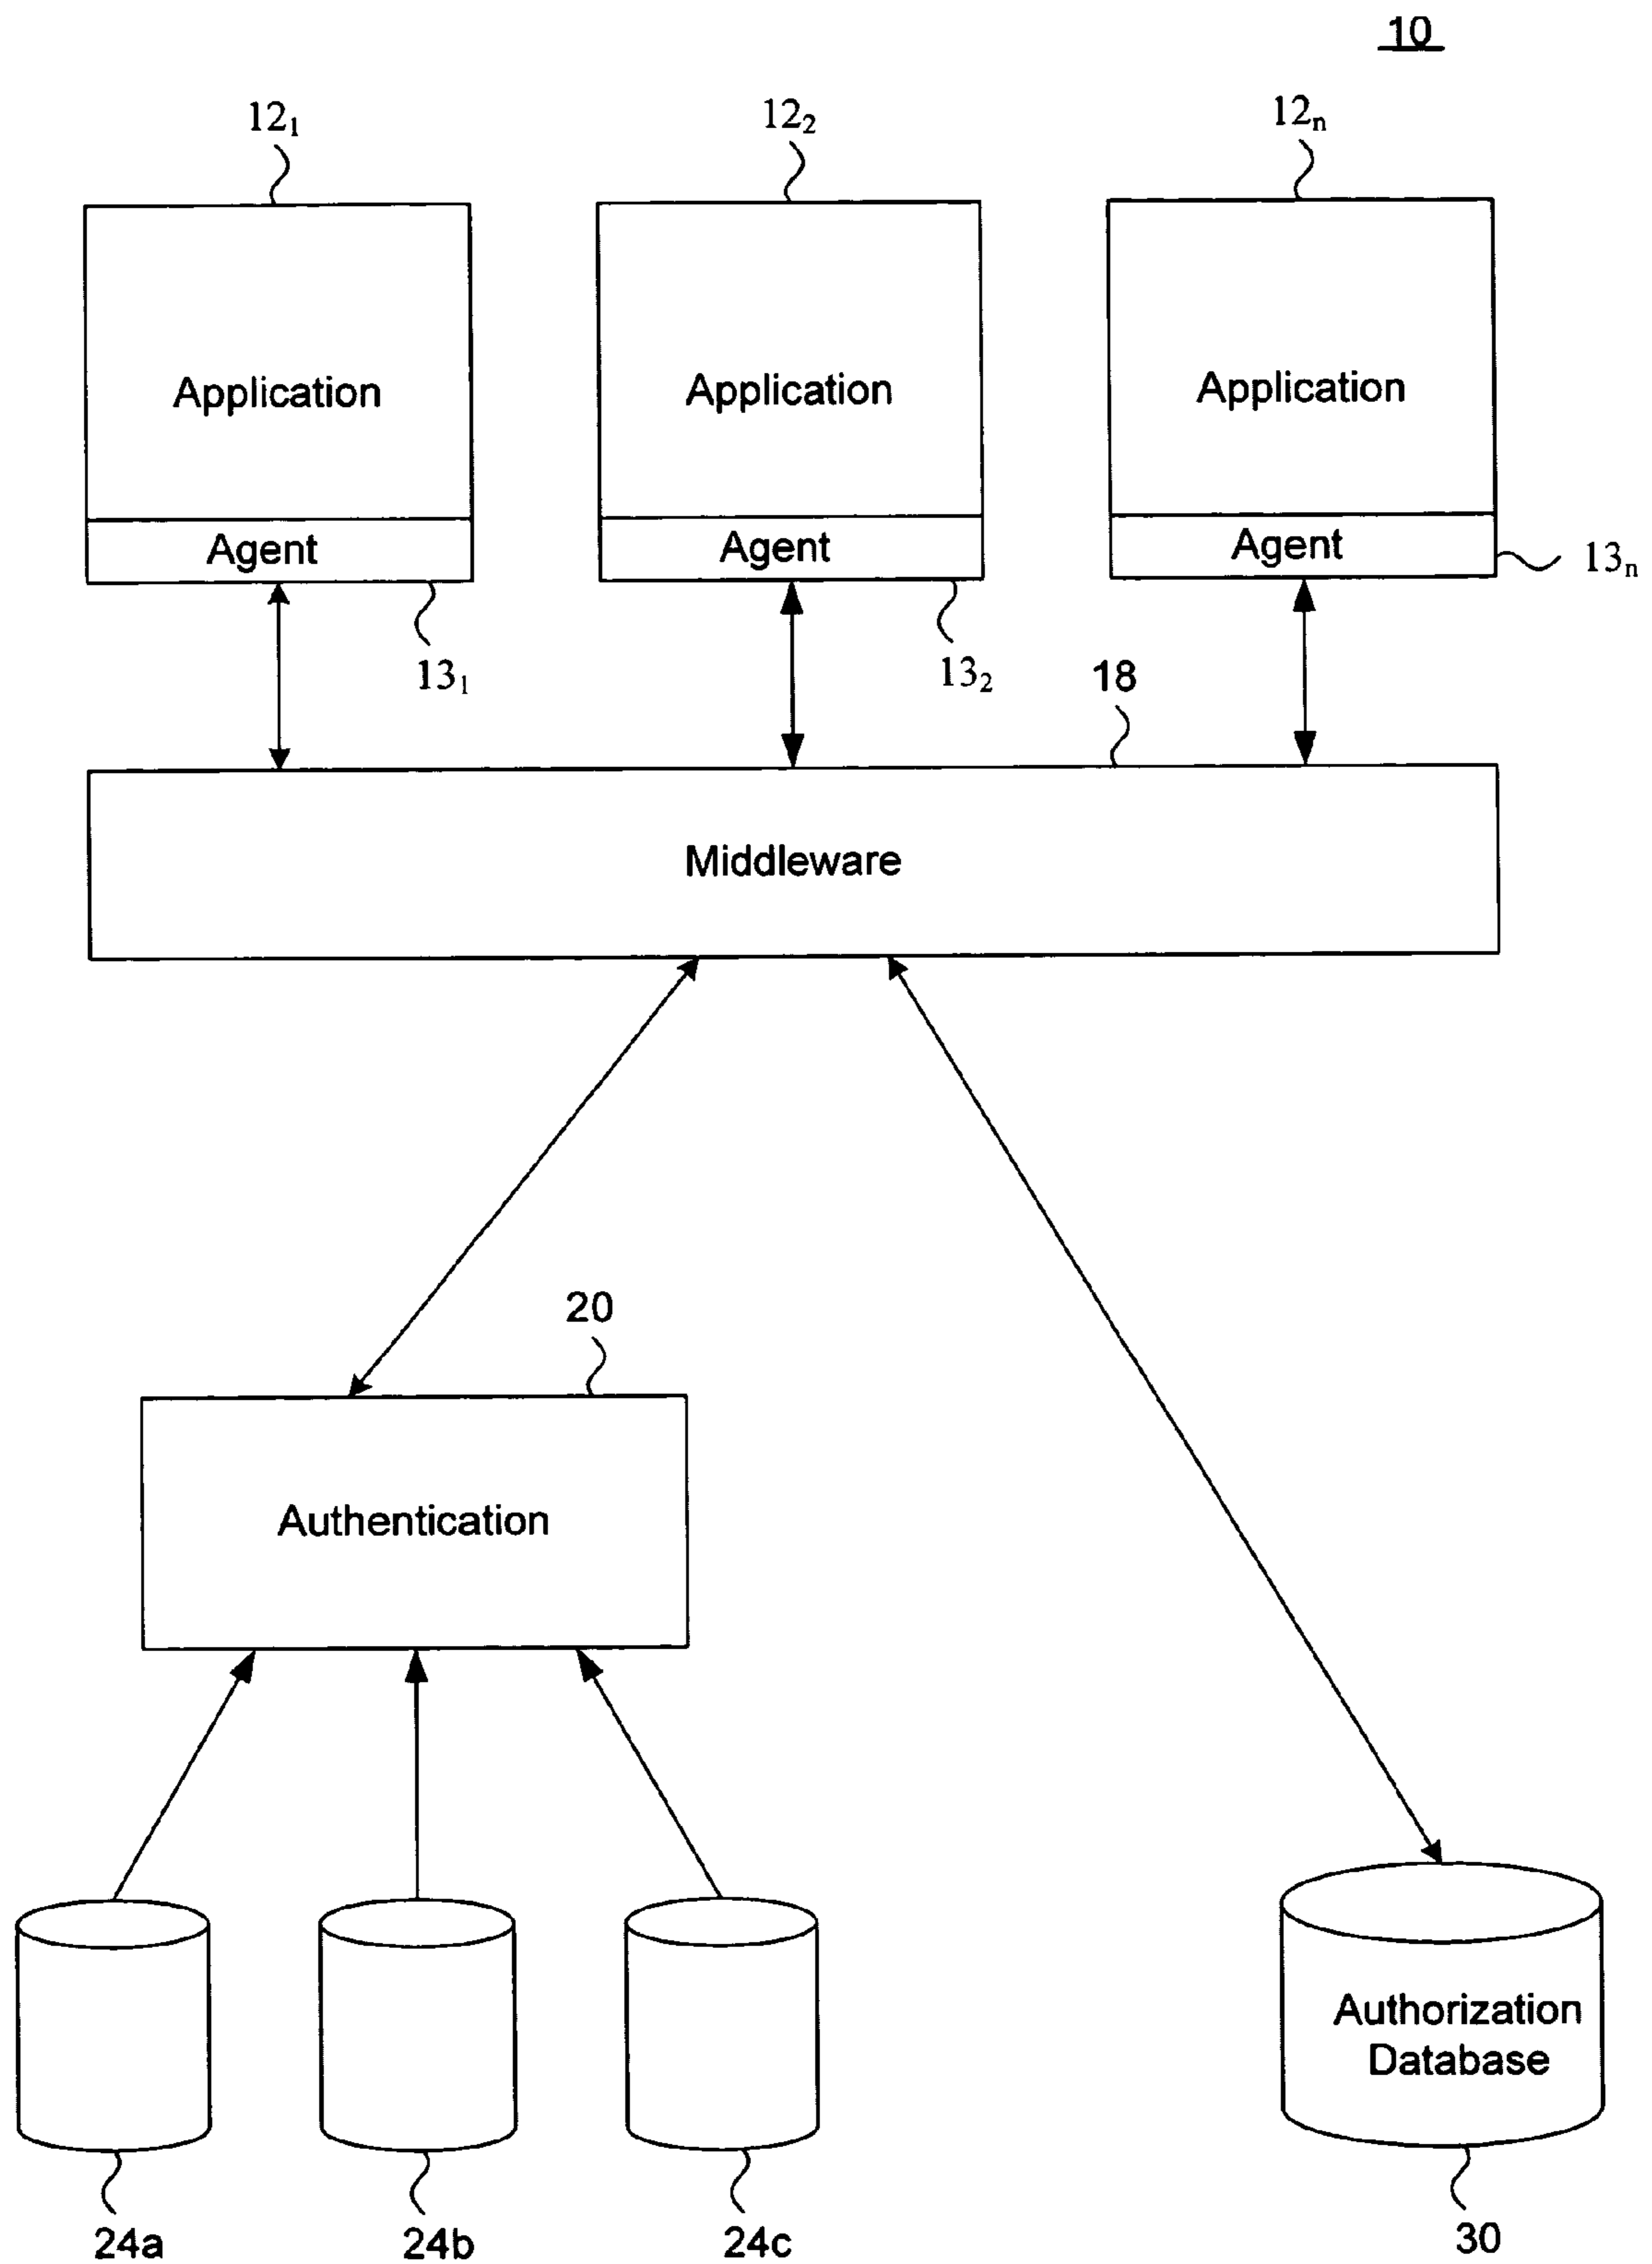 10
12₁
12₂
12ₙ
Application
Application
Application
Agent
Agent
Agent
13ₙ
13₁
13₂
18
Middleware
20
Authentication
Authorization
Database
24a
24b
24c
30